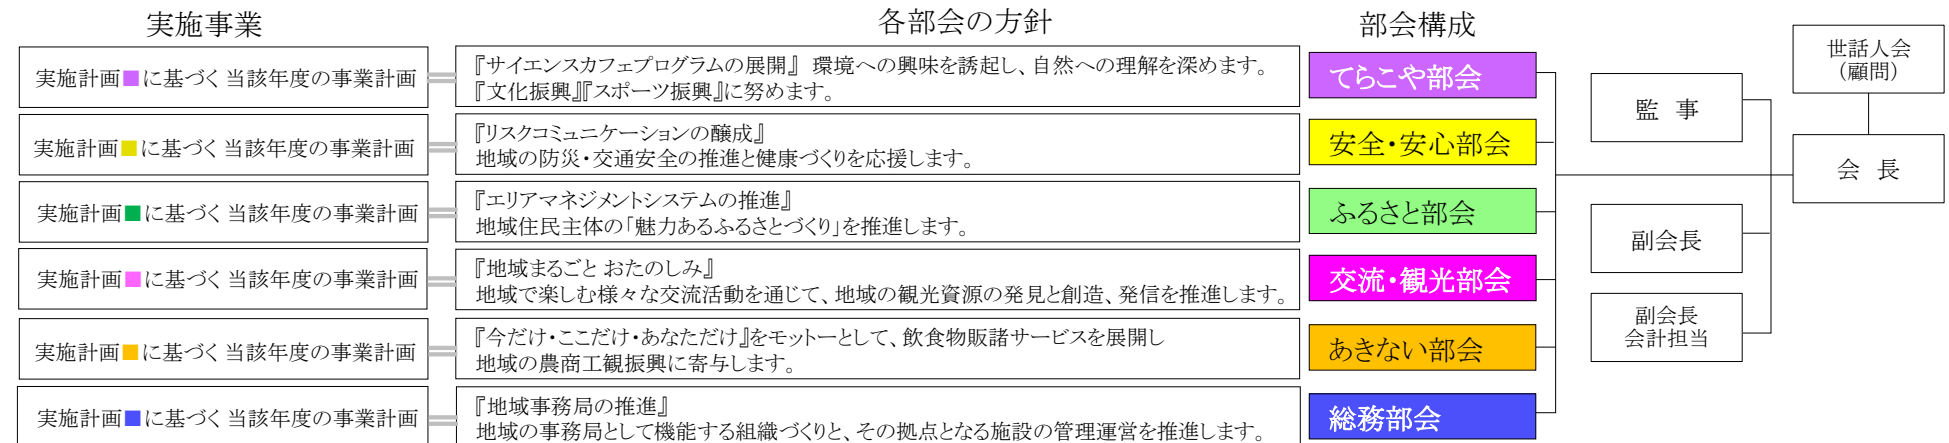 実施事業
各部会の方針
部会構成
実施計画■に基づく当該年度の事業計画
『サイエンスカフェプログラムの展開』 環境への興味を誘起し、自然への理解を深めます。
『文化振興』『スポーツ振興』に努めます。
てらこや部会
実施計画■に基づく当該年度の事業計画
『リスクコミュニケーションの醸成』
地域の防災・交通安全の推進と健康づくりを応援します。
安全・安心部会
実施計画■に基づく当該年度の事業計画
『エリアマネジメントシステムの推進』
地域住民主体の「魅力あるふるさとづくり」を推進します。
ふるさと部会
実施計画■に基づく当該年度の事業計画
『地域まるごと おたのしみ』
地域で楽しむ様々な交流活動を通じて、地域の観光資源の発見と創造、発信を推進します。
交流・観光部会
実施計画■に基づく当該年度の事業計画
『今だけ・ここだけ・あなただけ』をモットーとして、飲食物販諸サービスを展開し
地域の農商工観振興に寄与します。
あきない部会
実施計画■に基づく当該年度の事業計画
『地域事務局の推進』
地域の事務局として機能する組織づくりと、その拠点となる施設の管理運営を推進します。
総務部会
監 事
副会長
副会長
会計担当
世話人会
(顧問)
会 長